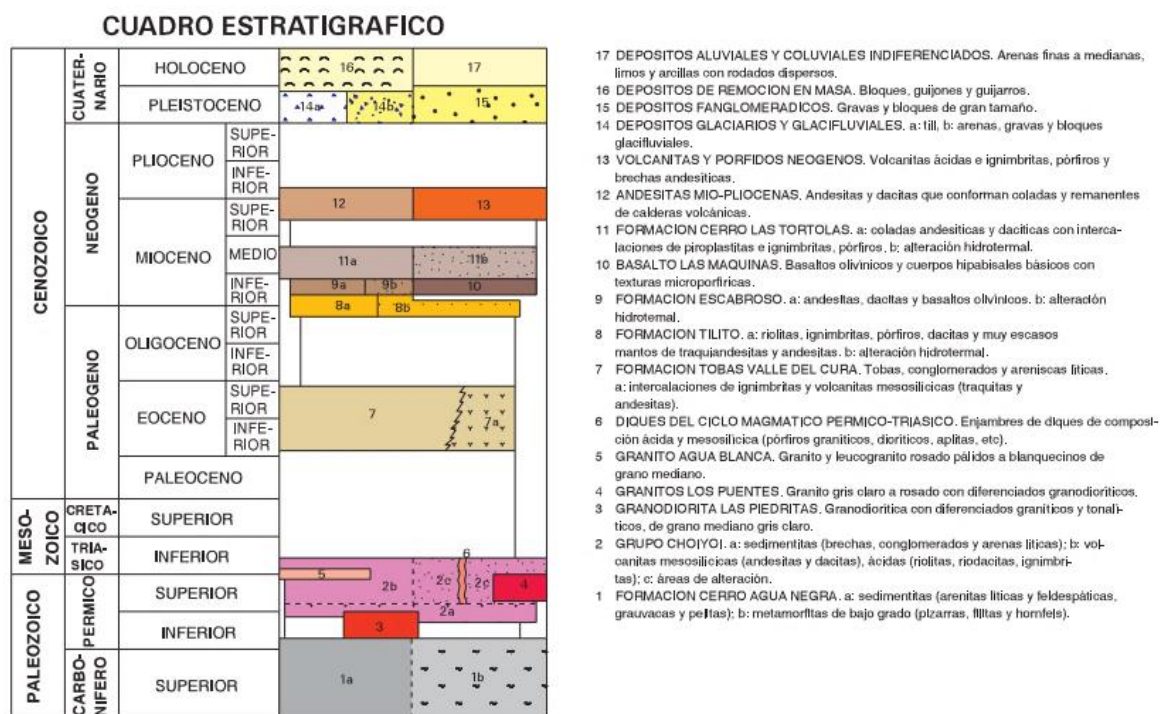 CUADRO ESTRATIGRAFICO
CENOZOICO
CUATER-
NARIO
HOLOCENO
16
17
PLEISTOCENO
14a
14b
15
NEOGENO
PLIOCENO
SUPE-
RIOR
INFE-
RIOR
MIOCENO
SUPE-
RIOR
12
13
MEDIO
11a
11b
INFE-
RIOR
9a
9b
10
PALEOGENO
OLIGOCENO
SUPE-
RIOR
8a
8b
INFE-
RIOR
EOCENO
SUPE-
RIOR
INFE-
RIOR
7
7a
PALEOCENO
MESO-
ZOICO
CRETA-
CICO
SUPERIOR
TRIA-
SICO
INFERIOR
6
PALEOZOICO
PERMICO
SUPERIOR
5
2b
2c
2c
4
2a
INFERIOR
3
CARBO-
NIFERO
SUPERIOR
1a
1b
17 DEPOSITOS ALUVIALES Y COLUVIALES INDIFERENCIADOS. Arenas finas a medianas,
limos y arcillas con rodados dispersos.
16 DEPOSITOS DE REMOCION EN MASA. Bloques, guijones y guijarros.
15 DEPOSITOS FANGLOMERADICOS. Gravas y bloques de gran tamaño.
14 DEPOSITOS GLACIARIOS Y GLACIFLUVIALES. a: till, b: arenas, gravas y bloques
glacifluviales.
13 VOLCANITAS Y PORFIDOS NEOGENOS. Volcanitas ácidas e ignimbritas, pórfiros y
brechas andesíticas.
12 ANDESITAS MIO-PLIOCENAS. Andesitas y dacitas que conforman coladas y remanentes
de calderas volcánicas.
11 FORMACION CERRO LAS TORTOLAS. a: coladas andesíticas y dacíticas con interca-
laciones de piroplastitas e ignimbritas, pórfiros, b: alteración hidrotermal.
10 BASALTO LAS MAQUINAS. Basaltos olivínicos y cuerpos hipabisales básicos con
texturas microporfíricas.
9 FORMACION ESCABROSO. a: andesitas, dacitas y basaltos olivínicos. b: alteración
hidrotemal.
8 FORMACION TILITO. a: riolitas, ignimbritas, pórfiros, dacitas y muy escasos
mantos de traquiandesitas y andesitas. b: alteración hidrotermal.
7 FORMACION TOBAS VALLE DEL CURA. Tobas, conglomerados y areniscas líticas.
a: intercalaciones de ignimbritas y volcanitas mesosilícicas (traquitas y
andesitas).
6 DIQUES DEL CICLO MAGMATICO PERMICO-TRIASICO. Enjambres de diques de composi-
ción ácida y mesosilícica (pórfiros graníticos, dioríticos, aplitas, etc).
5 GRANITO AGUA BLANCA. Granito y leucogranito rosado pálidos a blanquecinos de
grano mediano.
4 GRANITOS LOS PUENTES. Granito gris claro a rosado con diferenciados granodioríticos.
3 GRANODIORITA LAS PIEDRITAS. Granodiorítica con diferenciados graníticos y tonalí-
ticos, de grano mediano gris claro.
2 GRUPO CHOIYOI. a: sedimentitas (brechas, conglomerados y arenas líticas); b: vol-
canitas mesosilícicas (andesitas y dacitas), ácidas (riolitas, riodacitas, ignimbri-
tas); c: áreas de alteración.
1 FORMACION CERRO AGUA NEGRA. a: sedimentitas (arenitas líticas y feldespáticas,
grauvacas y pelitas); b: metamorfitas de bajo grado (pizarras, filitas y hornfels).